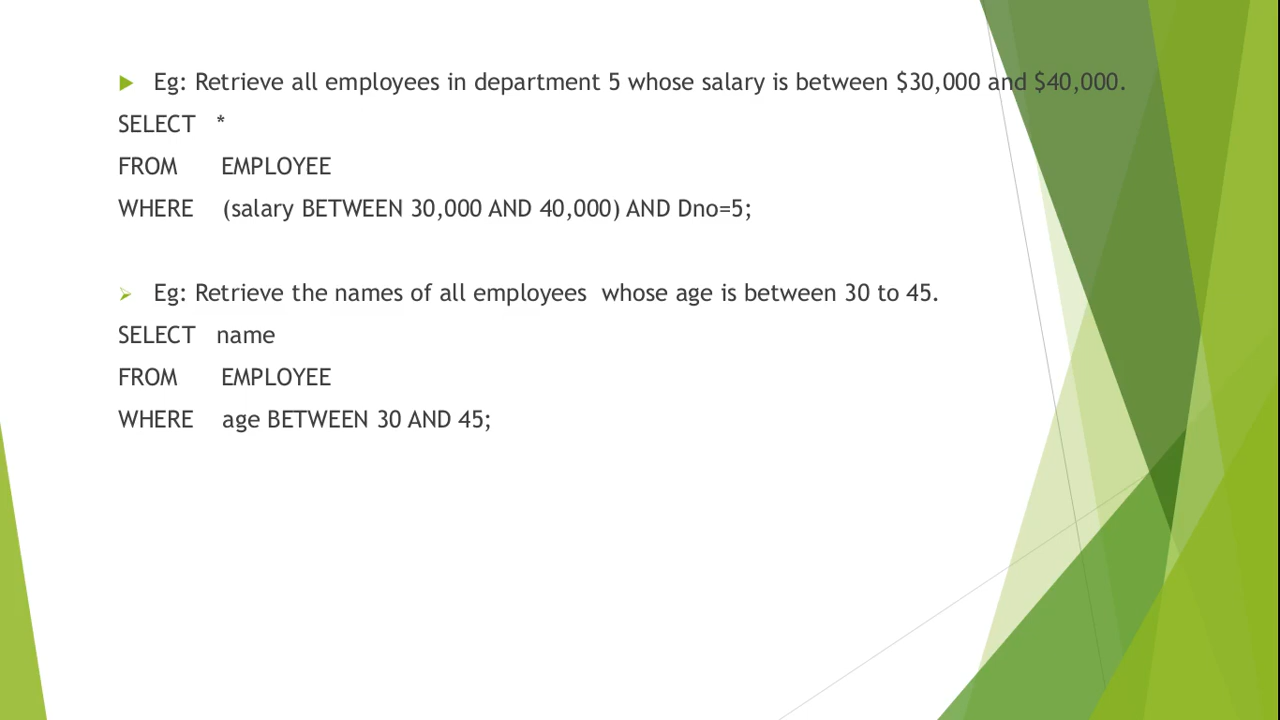 Eg: Retrieve all employees in department 5 whose salary is between $30,000 and $40,000.
SELECT *
FROM EMPLOYEE
WHERE (salary BETWEEN 30,000 AND 40,000) AND Dno=5;
Eg: Retrieve the names of all employees whose age is between 30 to 45.
SELECT name
FROM EMPLOYEE
WHERE age BETWEEN 30 AND 45;